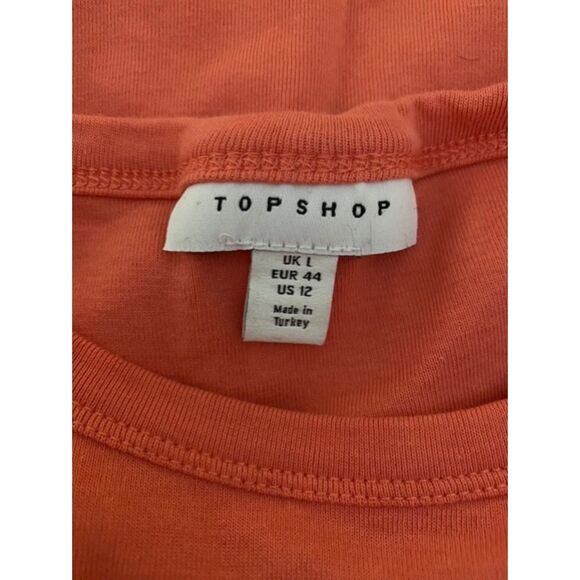 TOPSHOP
UK L
EUR 44
US 12
Made in
Turkey